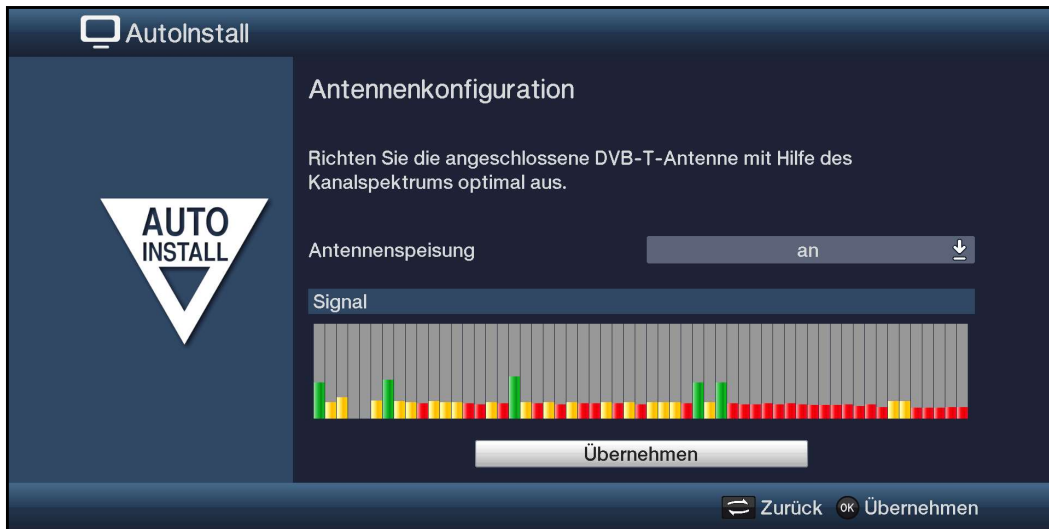 AutoInstall
AUTO
INSTALL
Antennenkonfiguration
Richten Sie die angeschlossene DVB-T-Antenne mit Hilfe des
Kanalspektrums optimal aus.
Antennenspeisung an
Signal
Übernehmen
Zurück OK Übernehmen